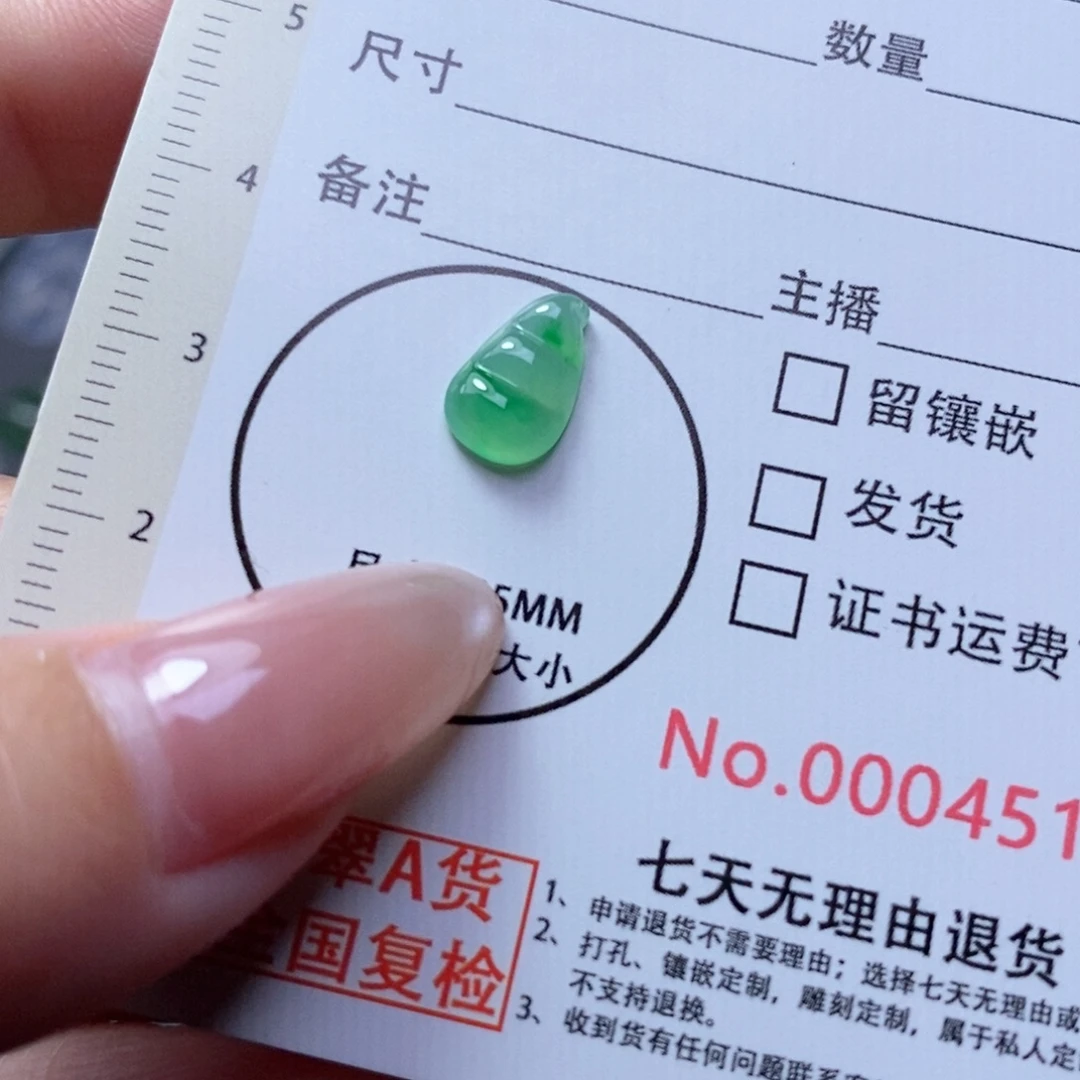 5
尺寸
数量
4
备注
主播
3
留镶嵌
2
发货
5MM
大小
证书运费
No.000451
翠A货
全国复检
七天无理由退货
1、申请退货不需要理由；选择七天无理由或
2、打孔、镶嵌定制，雕刻定制，属于私人定
不支持退换。
3、收到货有任何问题联系